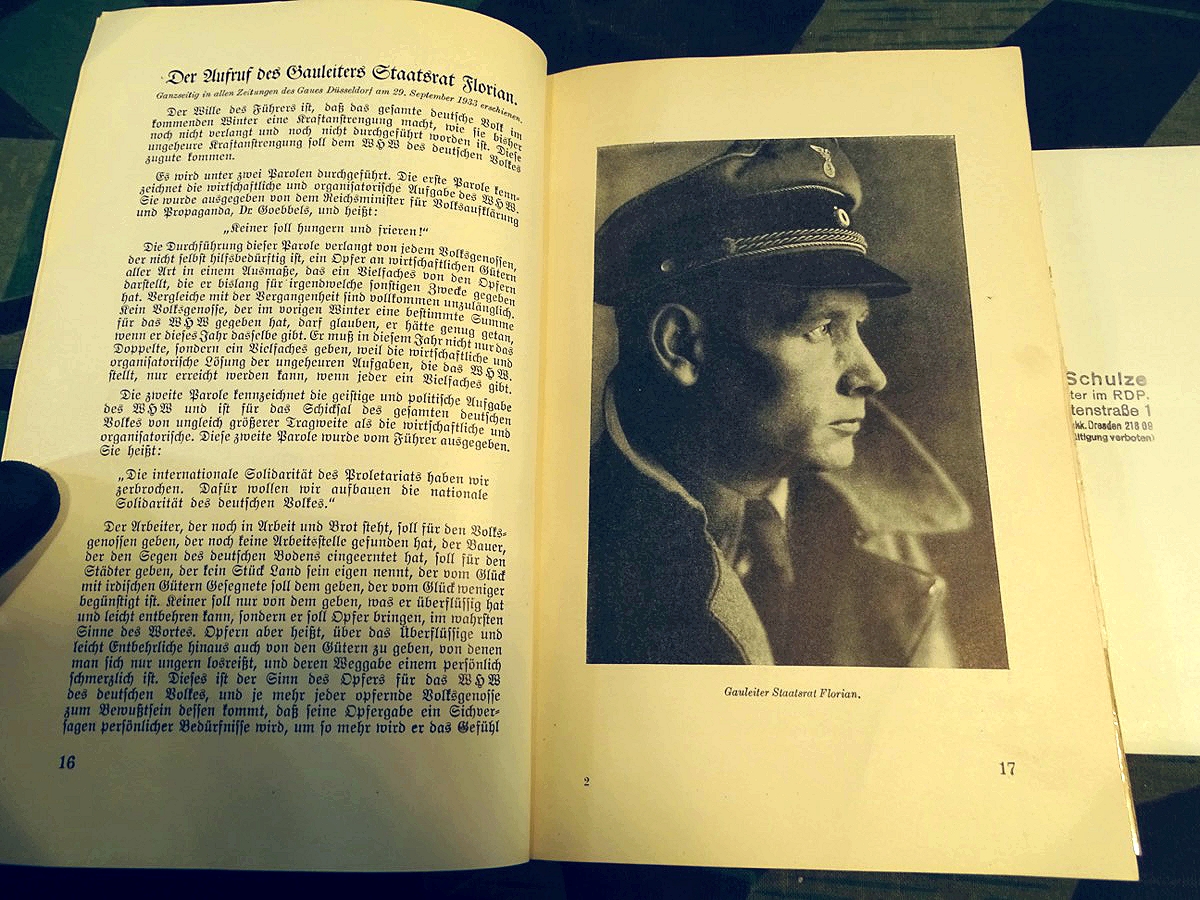 Der Aufruf des Gauleiters Staatsrat Florian.
Ganzseitig in allen Zeitungen des Gaues Düsseldorf am 29. September 1933 erschienen.
Der Wille des Führers ist, daß das gesamte deutsche Volk im
kommenden Winter eine Kraftanstrengung macht, wie sie bisher
noch nicht verlangt und noch nicht durchgeführt worden ist. Diese
ungeheure Kraftanstrengung soll dem WHW des deutschen Volkes
zugute kommen.
Es wird unter zwei Parolen durchgeführt. Die erste Parole kenn-
zeichnet die wirtschaftliche und organisatorische Aufgabe des WHW.
Sie wurde ausgegeben von dem Reichsminister für Volksaufklärung
und Propaganda, Dr Goebbels, und heißt:
„Keiner soll hungern und frieren!“
Die Durchführung dieser Parole verlangt von jedem Volksgenossen,
der nicht selbst hilfsbedürftig ist, ein Opfer an wirtschaftlichen Gütern
aller Art in einem Ausmaße, das ein Vielfaches von den Opfern
darstellt, die er bislang für irgendwelche sonstigen Zwecke gegeben
hat. Vergleiche mit der Vergangenheit sind vollkommen unzulänglich.
Kein Volksgenosse, der im vorigen Winter eine bestimmte Summe
für das WHW gegeben hat, darf glauben, er hätte genug getan,
wenn er dieses Jahr dasselbe gibt. Er muß in diesem Jahr nicht nur das
Doppelte, sondern ein Vielfaches geben, weil die wirtschaftliche und
organisatorische Lösung der ungeheuren Aufgaben, die das WHW.
stellt, nur erreicht werden kann, wenn jeder ein Vielfaches gibt.
Die zweite Parole kennzeichnet die geistige und politische Aufgabe
des WHW und ist für das Schicksal des gesamten deutschen
Volkes von ungleich größerer Tragweite als die wirtschaftliche und
organisatorische. Diese zweite Parole wurde vom Führer ausgegeben.
Sie heißt:
„Die internationale Solidarität des Proletariats haben wir
zerbrochen. Dafür wollen wir aufbauen die nationale
Solidarität des deutschen Volkes.“
Der Arbeiter, der noch in Arbeit und Brot steht, soll für den Volks-
genossen geben, der noch keine Arbeitsstelle gefunden hat, der Bauer,
der den Segen des deutschen Bodens eingeerntet hat, soll für den
Städter geben, der kein Stück Land sein eigen nennt, der vom Glück
mit irdischen Gütern Gesegnete soll dem geben, der vom Glück weniger
begünstigt ist. Keiner soll nur von dem geben, was er überflüssig hat
und leicht entbehren kann, sondern er soll Opfer bringen, im wahrsten
Sinne des Wortes. Opfern aber heißt, über das Überflüssige und
leicht Entbehrliche hinaus auch von den Gütern zu geben, von denen
man sich nur ungern losreißt, und deren Weggabe einem persönlich
schmerzlich ist. Dieses ist der Sinn des Opfers für das WHW
des deutschen Volkes, und je mehr jeder opfernde Volksgenosse
zum Bewußtsein dessen kommt, daß seine Opfergabe ein Sichver-
sagen persönlicher Bedürfnisse wird, um so mehr wird er das Gefühl
16
Gauleiter Staatsrat Florian.
2
17
Schulze
ter im RDP.
tenstraße 1
hk. Dresden 218 09
ältigung verboten)